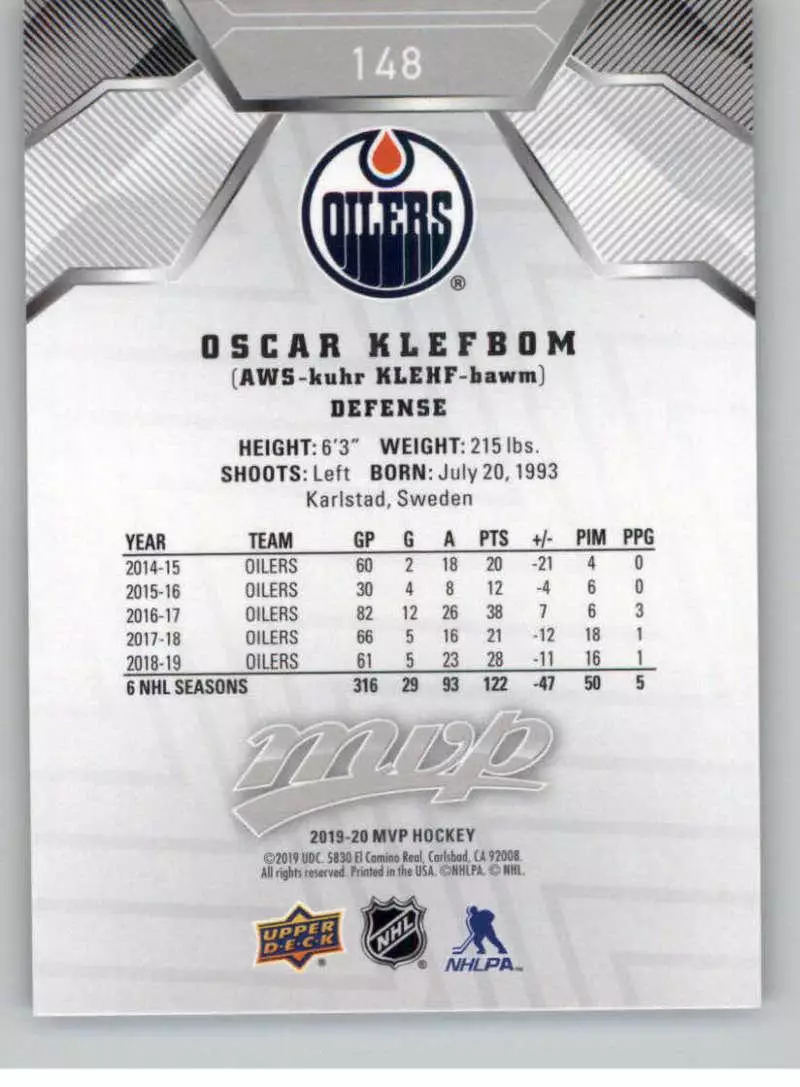 148
OILERS
®
OSCAR KLEFBOM
(AWS-kuhr KLEHF-bawm)
DEFENSE
HEIGHT: 6'3" WEIGHT: 215 lbs.
SHOOTS: Left BORN: July 20, 1993
Karlstad, Sweden
YEAR TEAM GP G A PTS +/- PIM PPG
2014-15 OILERS 60 2 18 20 -21 4 0
2015-16 OILERS 30 4 8 12 -4 6 0
2016-17 OILERS 82 12 26 38 7 6 3
2017-18 OILERS 66 5 16 21 -12 18 1
2018-19 OILERS 61 5 23 28 -11 16 1
6 NHL SEASONS 316 29 93 122 -47 50 5
mvp
2019-20 MVP HOCKEY
©2019 UDC. 5830 El Camino Real, Carlsbad, CA 92008.
All rights reserved. Printed in the USA. ©NHLPA. © NHL.
UPPER DECK ® NHL ® NHLPA™